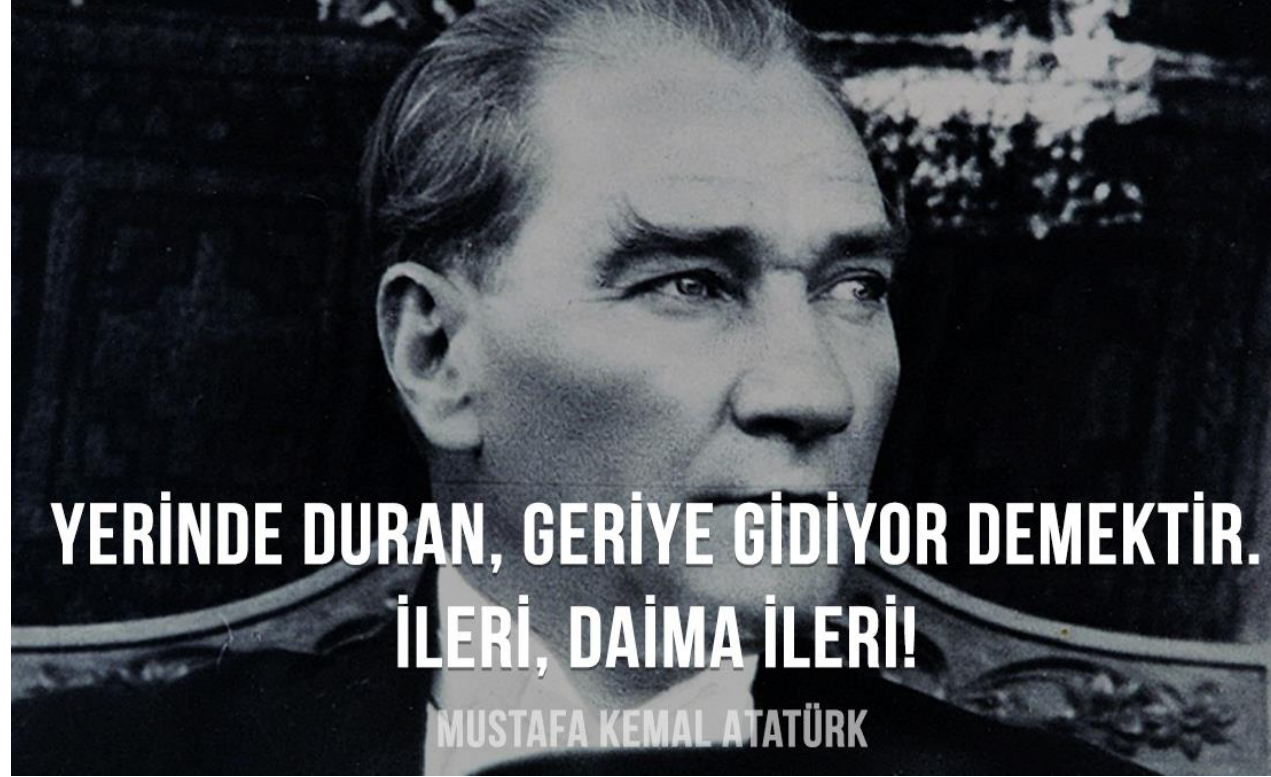 YERİNDE DURAN, GERİYE GİDİYOR DEMEKTİR.
İLERİ, DAİMA İLERİ!
MUSTAFA KEMAL ATATÜRK